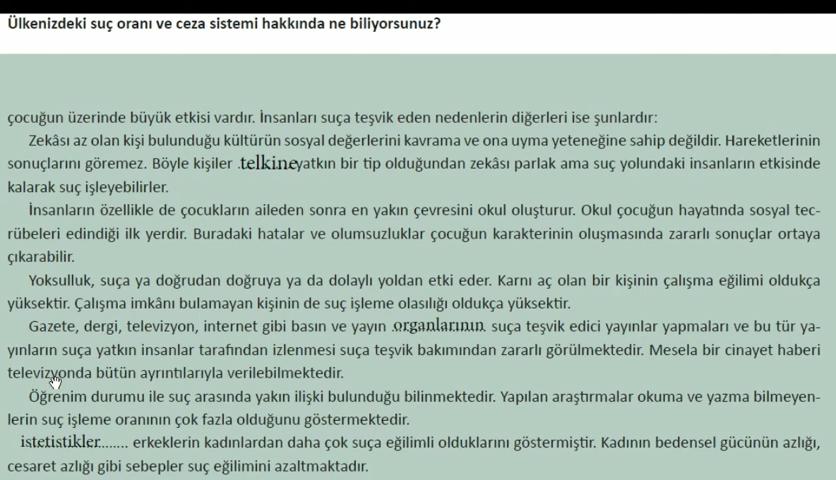 Ülkenizdeki suç oranı ve ceza sistemi hakkında ne biliyorsunuz?
çocuğun üzerinde büyük etkisi vardır. İnsanları suça teşvik eden nedenlerin diğerleri ise şunlardır:
Zekâsı az olan kişi bulunduğu kültürün sosyal değerlerini kavrama ve ona uyma yeteneğine sahip değildir. Hareketlerinin
sonuçlarını göremez. Böyle kişiler telkine yatkın bir tip olduğundan zekâsı parlak ama suç yolundaki insanların etkisinde
kalarak suç işleyebilirler.
İnsanların özellikle de çocukların aileden sonra en yakın çevresini okul oluşturur. Okul çocuğun hayatında sosyal tec-
rübeleri edindiği ilk yerdir. Buradaki hatalar ve olumsuzluklar çocuğun karakterinin oluşmasında zararlı sonuçlar ortaya
çıkarabilir.
Yoksulluk, suça ya doğrudan doğruya ya da dolaylı yoldan etki eder. Karnı aç olan bir kişinin çalışma eğilimi oldukça
yüksektir. Çalışma imkânı bulamayan kişinin de suç işleme olasılığı oldukça yüksektir.
Gazete, dergi, televizyon, internet gibi basın ve yayın organlarının suça teşvik edici yayınlar yapmaları ve bu tür ya-
yınların suça yatkın insanlar tarafından izlenmesi suça teşvik bakımından zararlı görülmektedir. Mesela bir cinayet haberi
televizyonda bütün ayrıntılarıyla verilebilmektedir.
Öğrenim durumu ile suç arasında yakın ilişki bulunduğu bilinmektedir. Yapılan araştırmalar okuma ve yazma bilmeyen-
lerin suç işleme oranının çok fazla olduğunu göstermektedir.
istetistikler........ erkeklerin kadınlardan daha çok suça eğilimli olduklarını göstermiştir. Kadının bedensel gücünün azlığı,
cesaret azlığı gibi sebepler suç eğilimini azaltmaktadır.